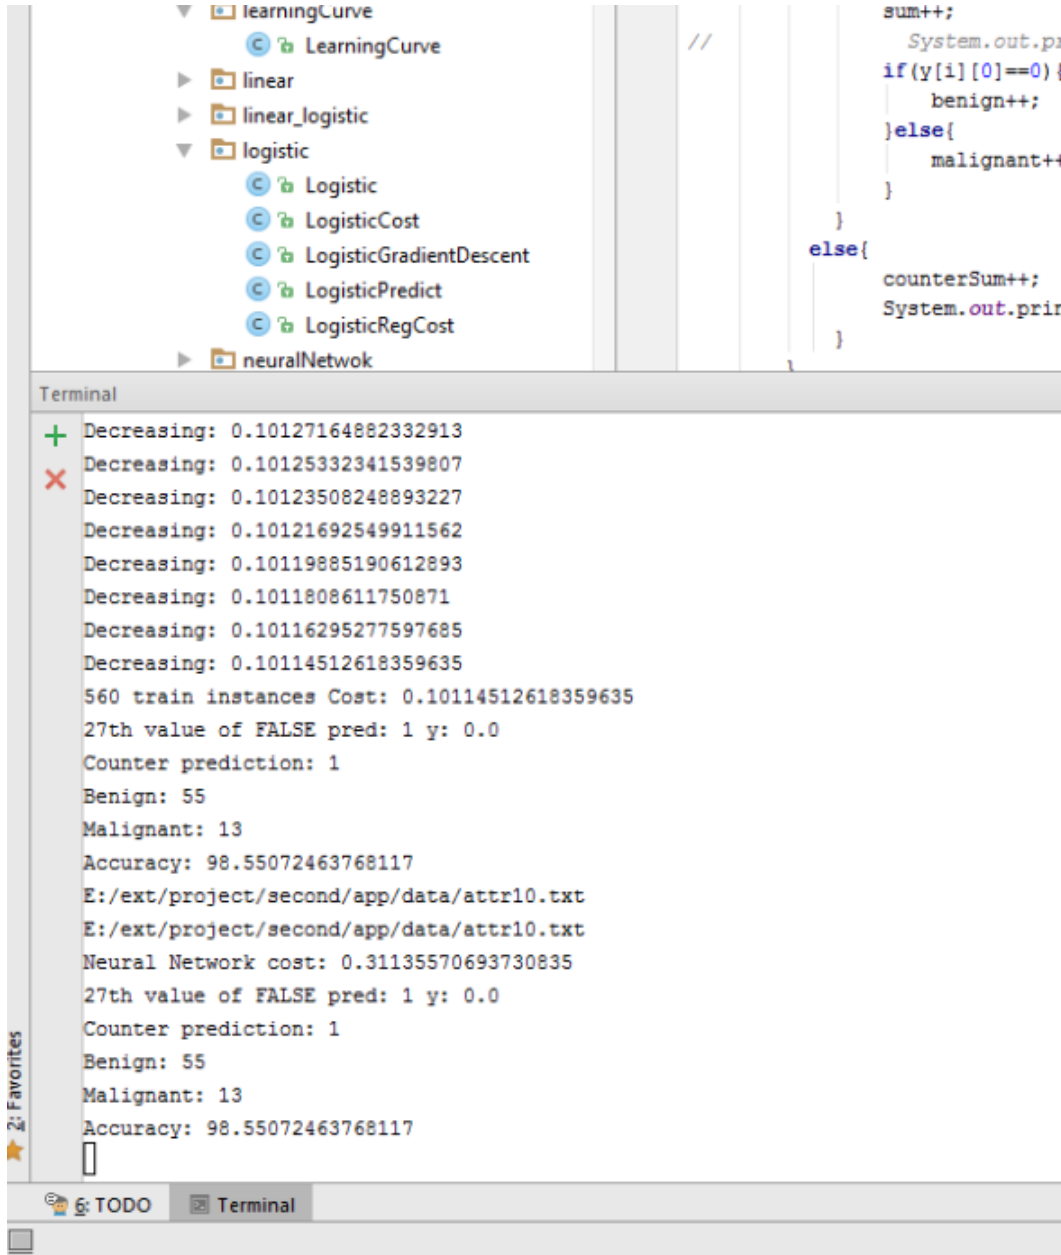 learningCurve
LearningCurve
linear
linear_logistic
logistic
Logistic
LogisticCost
LogisticGradientDescent
LogisticPredict
LogisticRegCost
neuralNetwok
sum++;
// System.out.pr
if(y[i][0]==0){
benign++;
}else{
malignant++
}
}
else{
counterSum++;
System.out.prin
}
}
Terminal
Decreasing: 0.10127164882332913
Decreasing: 0.10125332341539807
Decreasing: 0.10123508248893227
Decreasing: 0.10121692549911562
Decreasing: 0.10119885190612893
Decreasing: 0.1011808611750871
Decreasing: 0.10116295277597685
Decreasing: 0.10114512618359635
560 train instances Cost: 0.10114512618359635
27th value of FALSE pred: 1 y: 0.0
Counter prediction: 1
Benign: 55
Malignant: 13
Accuracy: 98.55072463768117
E:/ext/project/second/app/data/attr10.txt
E:/ext/project/second/app/data/attr10.txt
Neural Network cost: 0.31135570693730835
27th value of FALSE pred: 1 y: 0.0
Counter prediction: 1
Benign: 55
Malignant: 13
Accuracy: 98.55072463768117
2: Favorites
6: TODO
Terminal